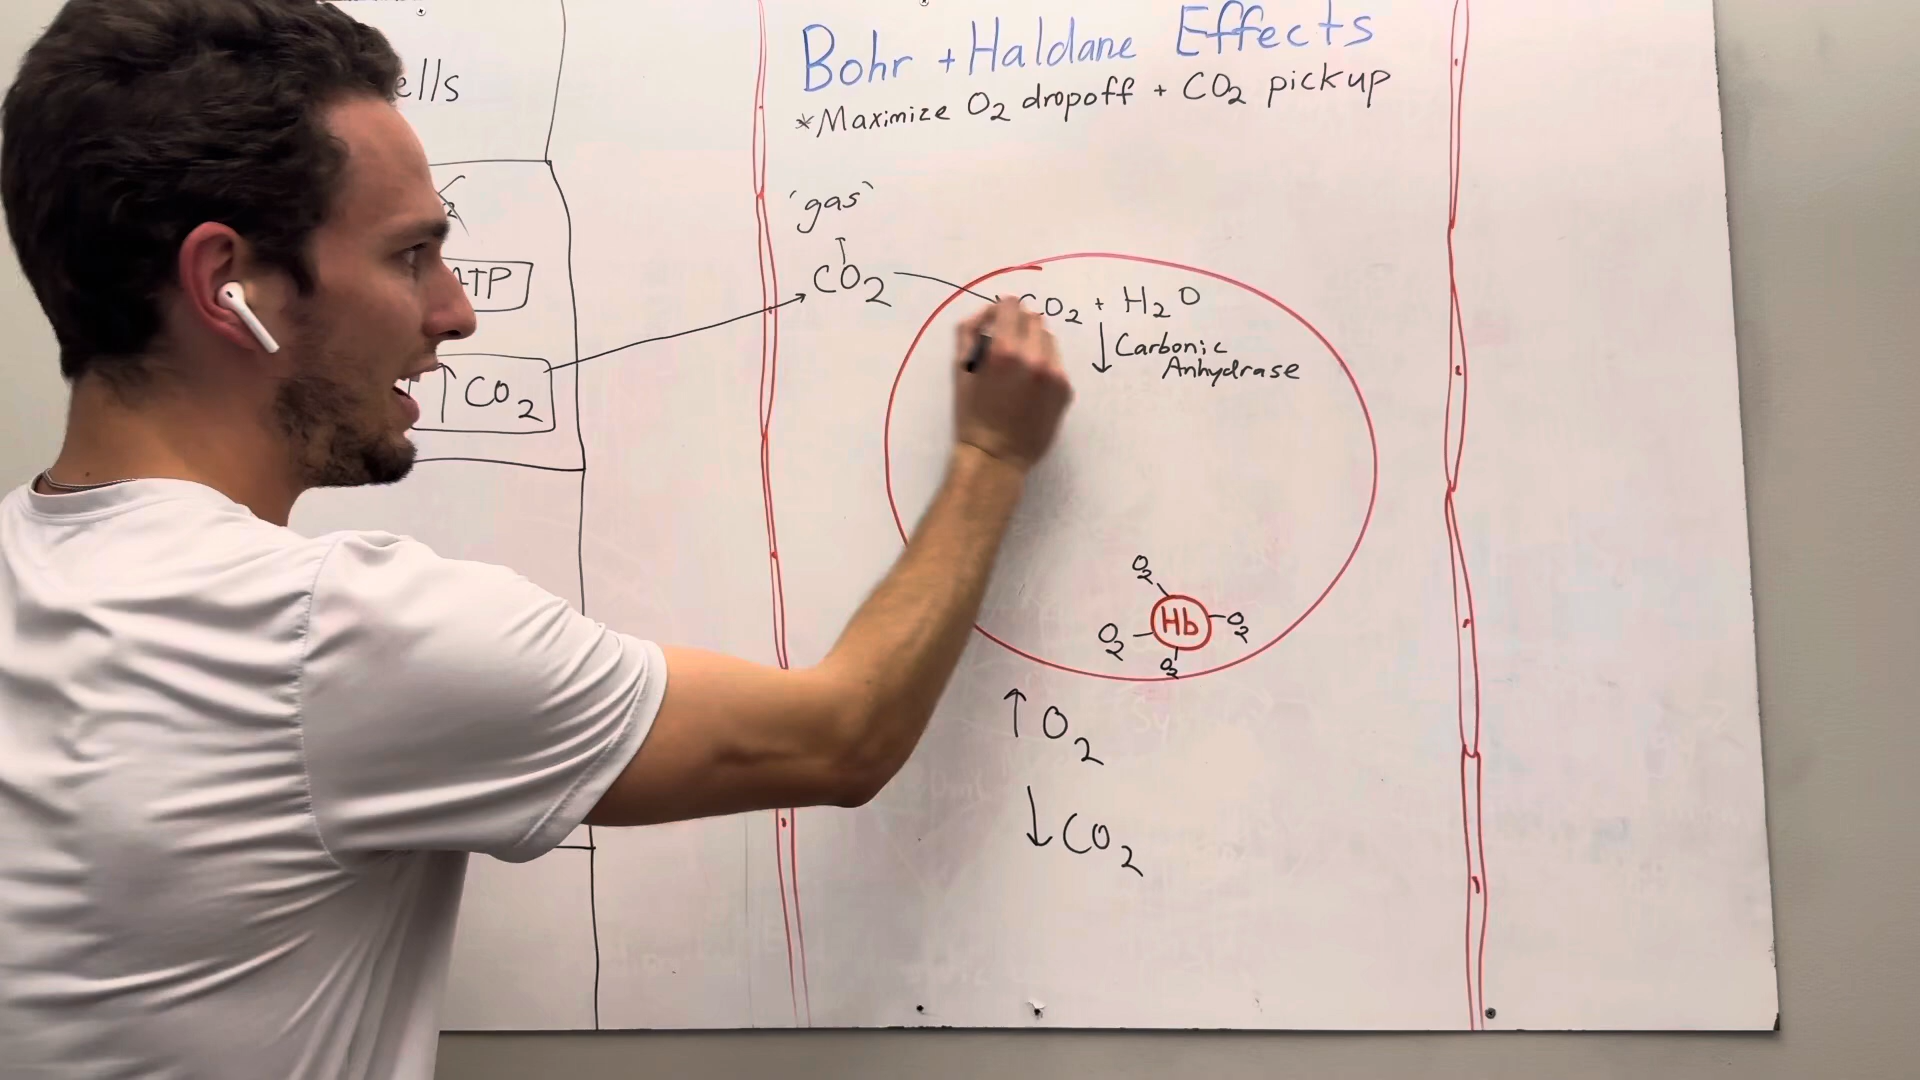 ells
ATP
↑ CO2
Bohr + Haldane Effects
*Maximize O2 dropoff + CO2 pickup
'gas'
↑
CO2
CO2 + H2O
↓ Carbonic
Anhydrase
O2
Hb
O2
O2
O2
↑ O2
↓ CO2